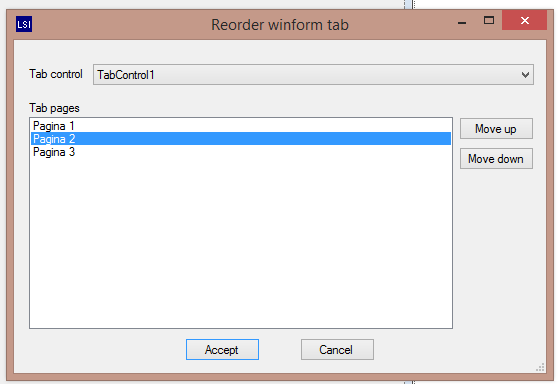 LSI
Reorder winform tab
Tab control
TabControl1
Tab pages
Pagina 1
Pagina 2
Pagina 3
Move up
Move down
Accept
Cancel